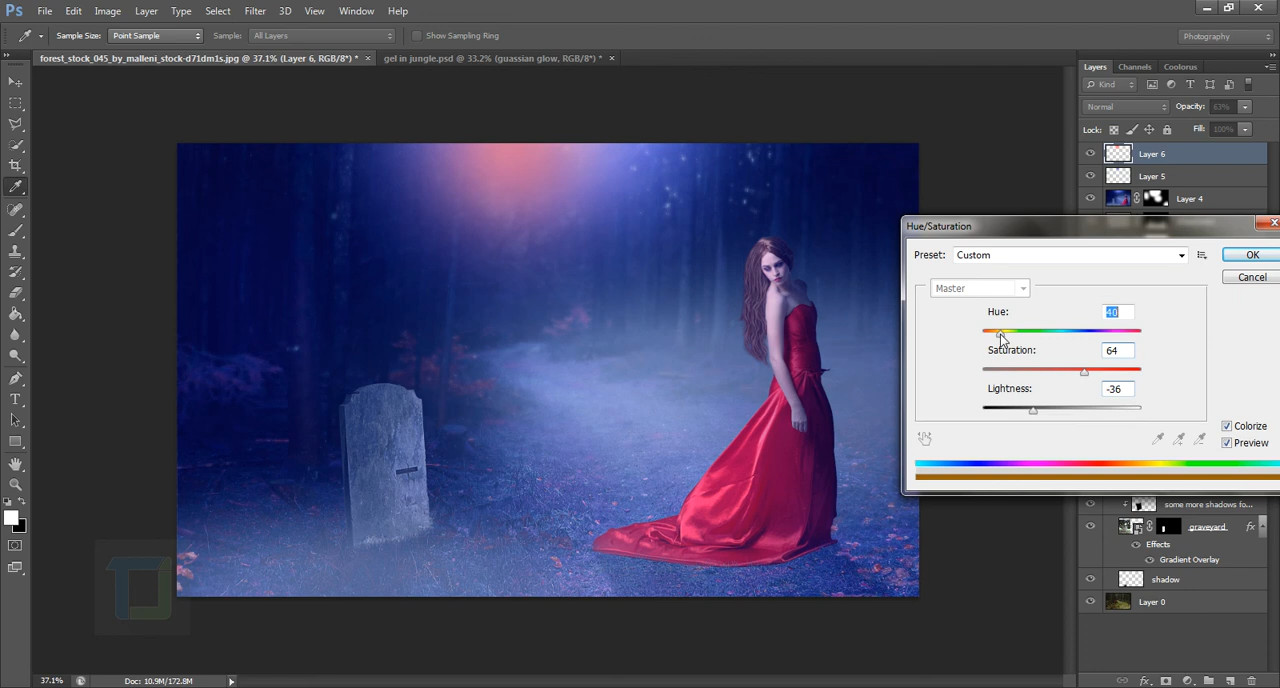 Ps File Edit Image Layer Type Select Filter 3D View Window Help
Sample Size: Point Sample Sample: All Layers Show Sampling Ring Photography
forest_stock_045_by_malleni_stock-d71dm1s.jpg @ 37.1% (Layer 6, RGB/8*) * × gel in jungle.psd @ 33.2% (guassian glow, RGB/8*) * ×
Layers Channels Coolorus
Kind
Normal Opacity: 63%
Lock: Fill: 100%
Layer 6
Layer 5
Layer 4
Hue/Saturation
Preset: Custom OK
Cancel
Master
Hue: 40
Saturation: 64
Lightness: -36
Colorize
Preview
some more shadows fo...
graveyard fx
Effects
Gradient Overlay
shadow
Layer 0
37.1% Doc: 10.9M/172.8M